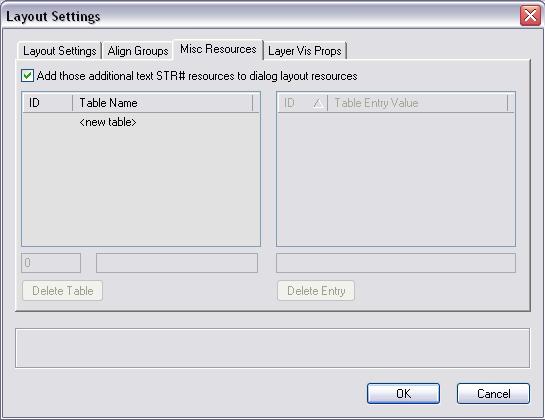 Layout Settings
Layout Settings Align Groups Misc Resources Layer Vis Props
Add those additional text STR# resources to dialog layout resources
ID Table Name ID Table Entry Value
<new table>
0
Delete Table Delete Entry
OK Cancel